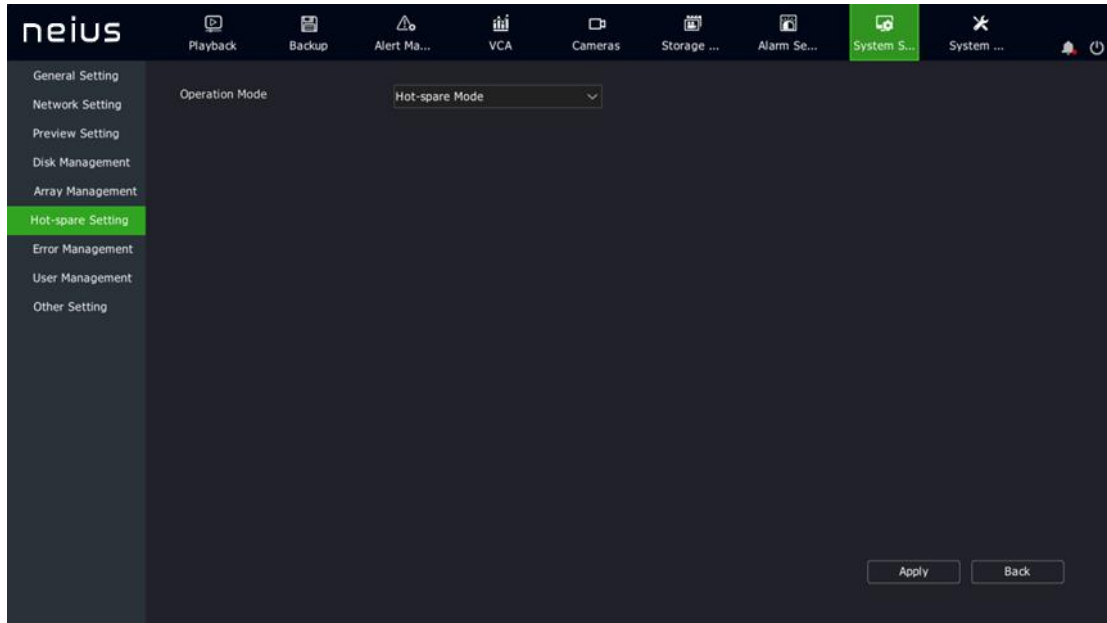 neius
Playback
Backup
Alert Ma...
VCA
Cameras
Storage ...
Alarm Se...
System S...
System ...
General Setting
Network Setting
Preview Setting
Disk Management
Array Management
Hot-spare Setting
Error Management
User Management
Other Setting
Operation Mode
Hot-spare Mode
Apply
Back